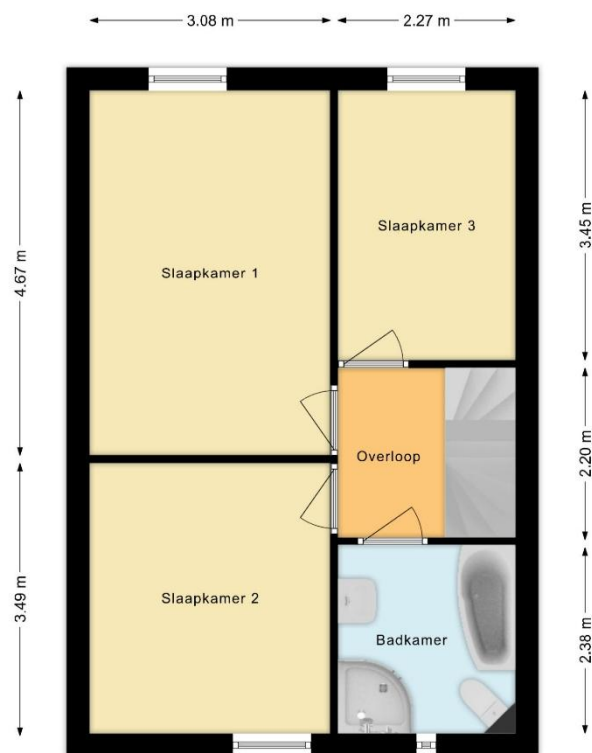 3.08 m
2.27 m
4.67 m
3.45 m
Slaapkamer 3
Slaapkamer 1
Overloop
2.20 m
3.49 m
Slaapkamer 2
Badkamer
2.38 m